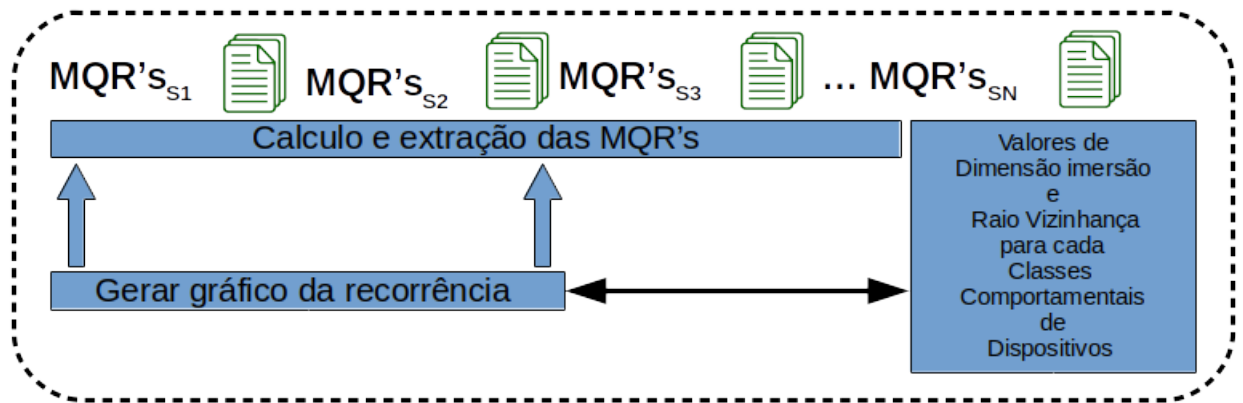 MQR's S1 MQR's S2 MQR's S3 ... MQR's SN
Calculo e extração das MQR's
Valores de
Dimensão imersão
e
Raio Vizinhança
para cada
Classes
Comportamentais
de
Dispositivos
Gerar gráfico da recorrência